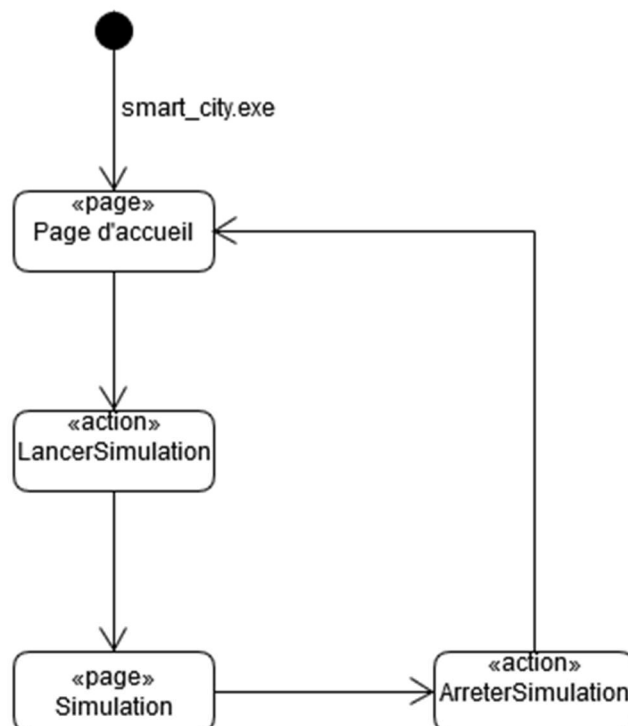 smart_city.exe
«page»
Page d'accueil
«action»
LancerSimulation
«page»
Simulation
«action»
ArreterSimulation